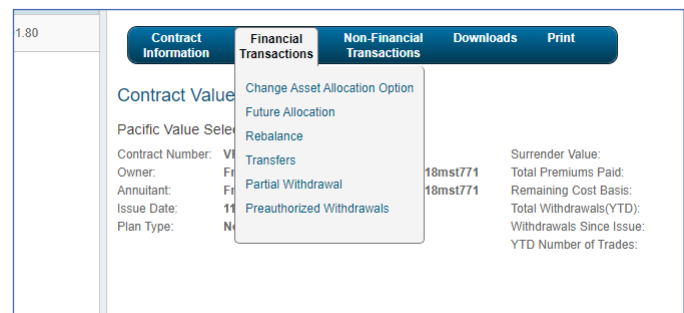 1.80
Contract Information
Financial Transactions
Non-Financial Transactions
Downloads
Print
Change Asset Allocation Option
Future Allocation
Rebalance
Transfers
Partial Withdrawal
Preauthorized Withdrawals
Contract Value
Pacific Value Sele
Contract Number:
Owner: Fr 18mst771
Annuitant: Fr 18mst771
Issue Date: 11
Plan Type: No
Surrender Value:
Total Premiums Paid:
Remaining Cost Basis:
Total Withdrawals(YTD):
Withdrawals Since Issue:
YTD Number of Trades: